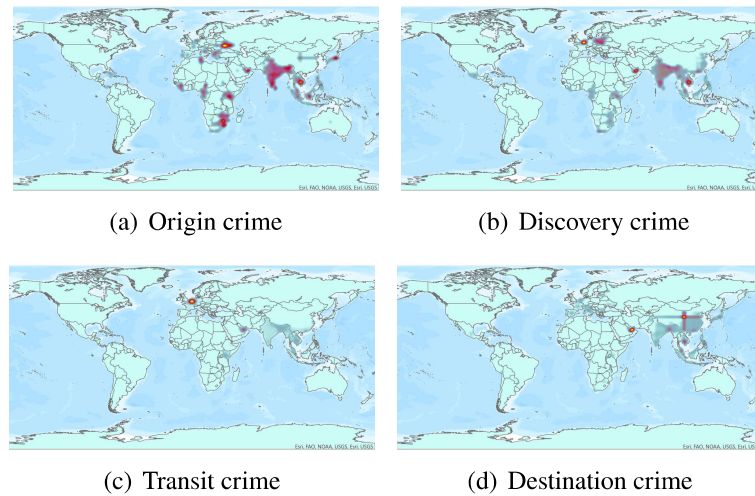 Esri, FAO, NOAA, USGS, Esri, USGS
Esri, FAO, NOAA, USGS, Esri, USGS
(a) Origin crime
(b) Discovery crime
Esri, FAO, NOAA, USGS, Esri, USGS
Esri, FAO, NOAA, USGS, Esri, USGS
(c) Transit crime
(d) Destination crime